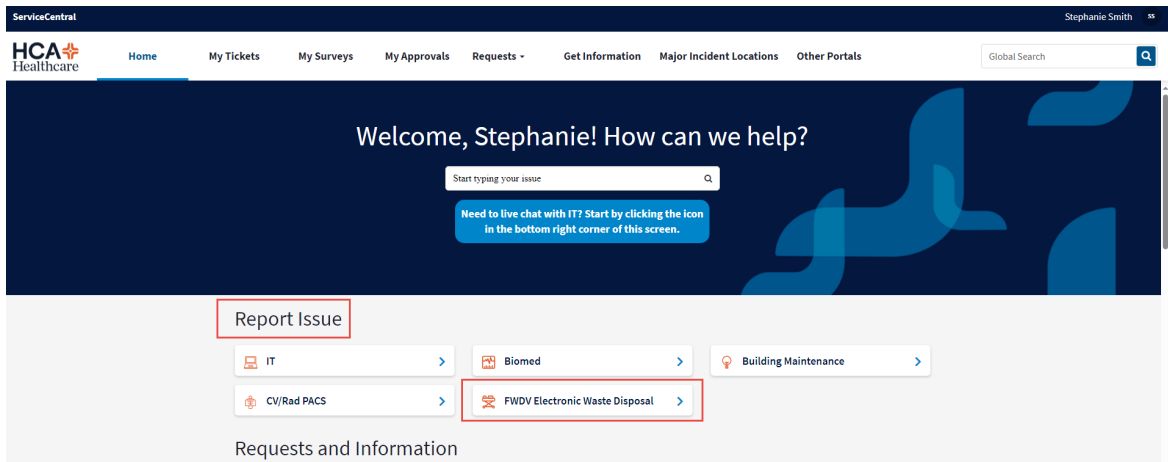 ServiceCentral
Stephanie Smith SS
HCA Healthcare
Home My Tickets My Surveys My Approvals Requests Get Information Major Incident Locations Other Portals
Global Search
Welcome, Stephanie! How can we help?
Start typing your issue
Need to live chat with IT? Start by clicking the icon
in the bottom right corner of this screen.
Report Issue
IT
Biomed
Building Maintenance
CV/Rad PACS
FWDV Electronic Waste Disposal
Requests and Information